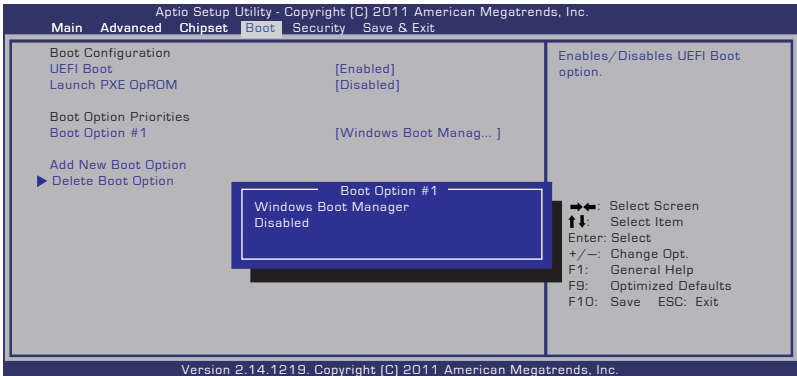 Aptio Setup Utility - Copyright (C) 2011 American Megatrends, Inc.
Main Advanced Chipset Boot Security Save & Exit
Boot Configuration
UEFI Boot [Enabled]
Launch PXE OpROM [Disabled]
Boot Option Priorities
Boot Option #1 [Windows Boot Manag... ]
Add New Boot Option
Delete Boot Option
Boot Option #1
Windows Boot Manager
Disabled
Enables/Disables UEFI Boot
option.
→←: Select Screen
↑↓: Select Item
Enter: Select
+/—: Change Opt.
F1: General Help
F9: Optimized Defaults
F10: Save ESC: Exit
Version 2.14.1219. Copyright (C) 2011 American Megatrends, Inc.